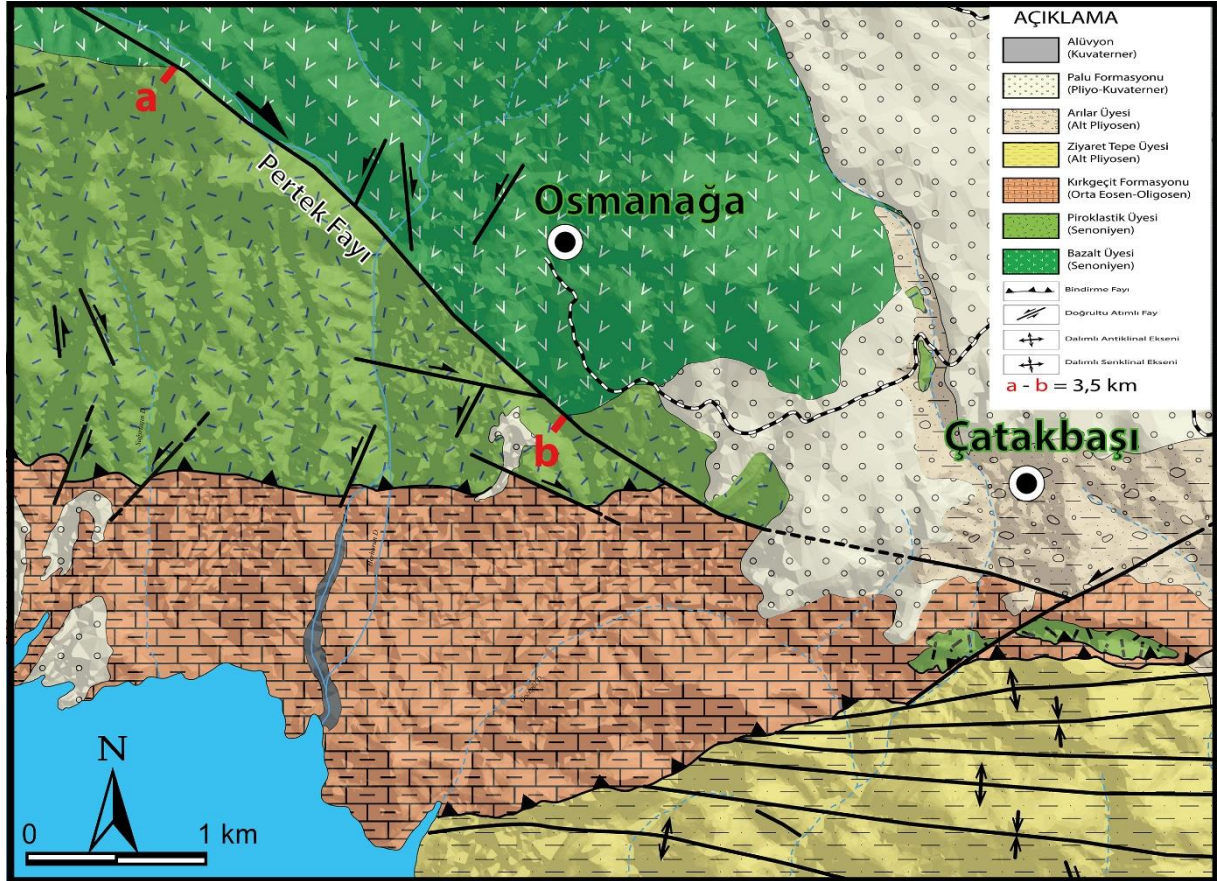 AÇIKLAMA
Alüvyon
(Kuvaterner)
Palu Formasyonu
(Pliyo-Kuvaterner)
Arılar Üyesi
(Alt Pliyosen)
Ziyaret Tepe Üyesi
(Alt Pliyosen)
Kırkgeçit Formasyonu
(Orta Eosen-Oligosen)
Piroklastik Üyesi
(Senoniyen)
Bazalt Üyesi
(Senoniyen)
Bindirme Fayı
Doğrultu Atımlı Fay
Dalımlı Antiklinal Ekseni
Dalımlı Senklinal Ekseni
a - b = 3,5 km
a
Pertek Fayı
Osmanağa
b
Çatakbaşı
N
0 1 km